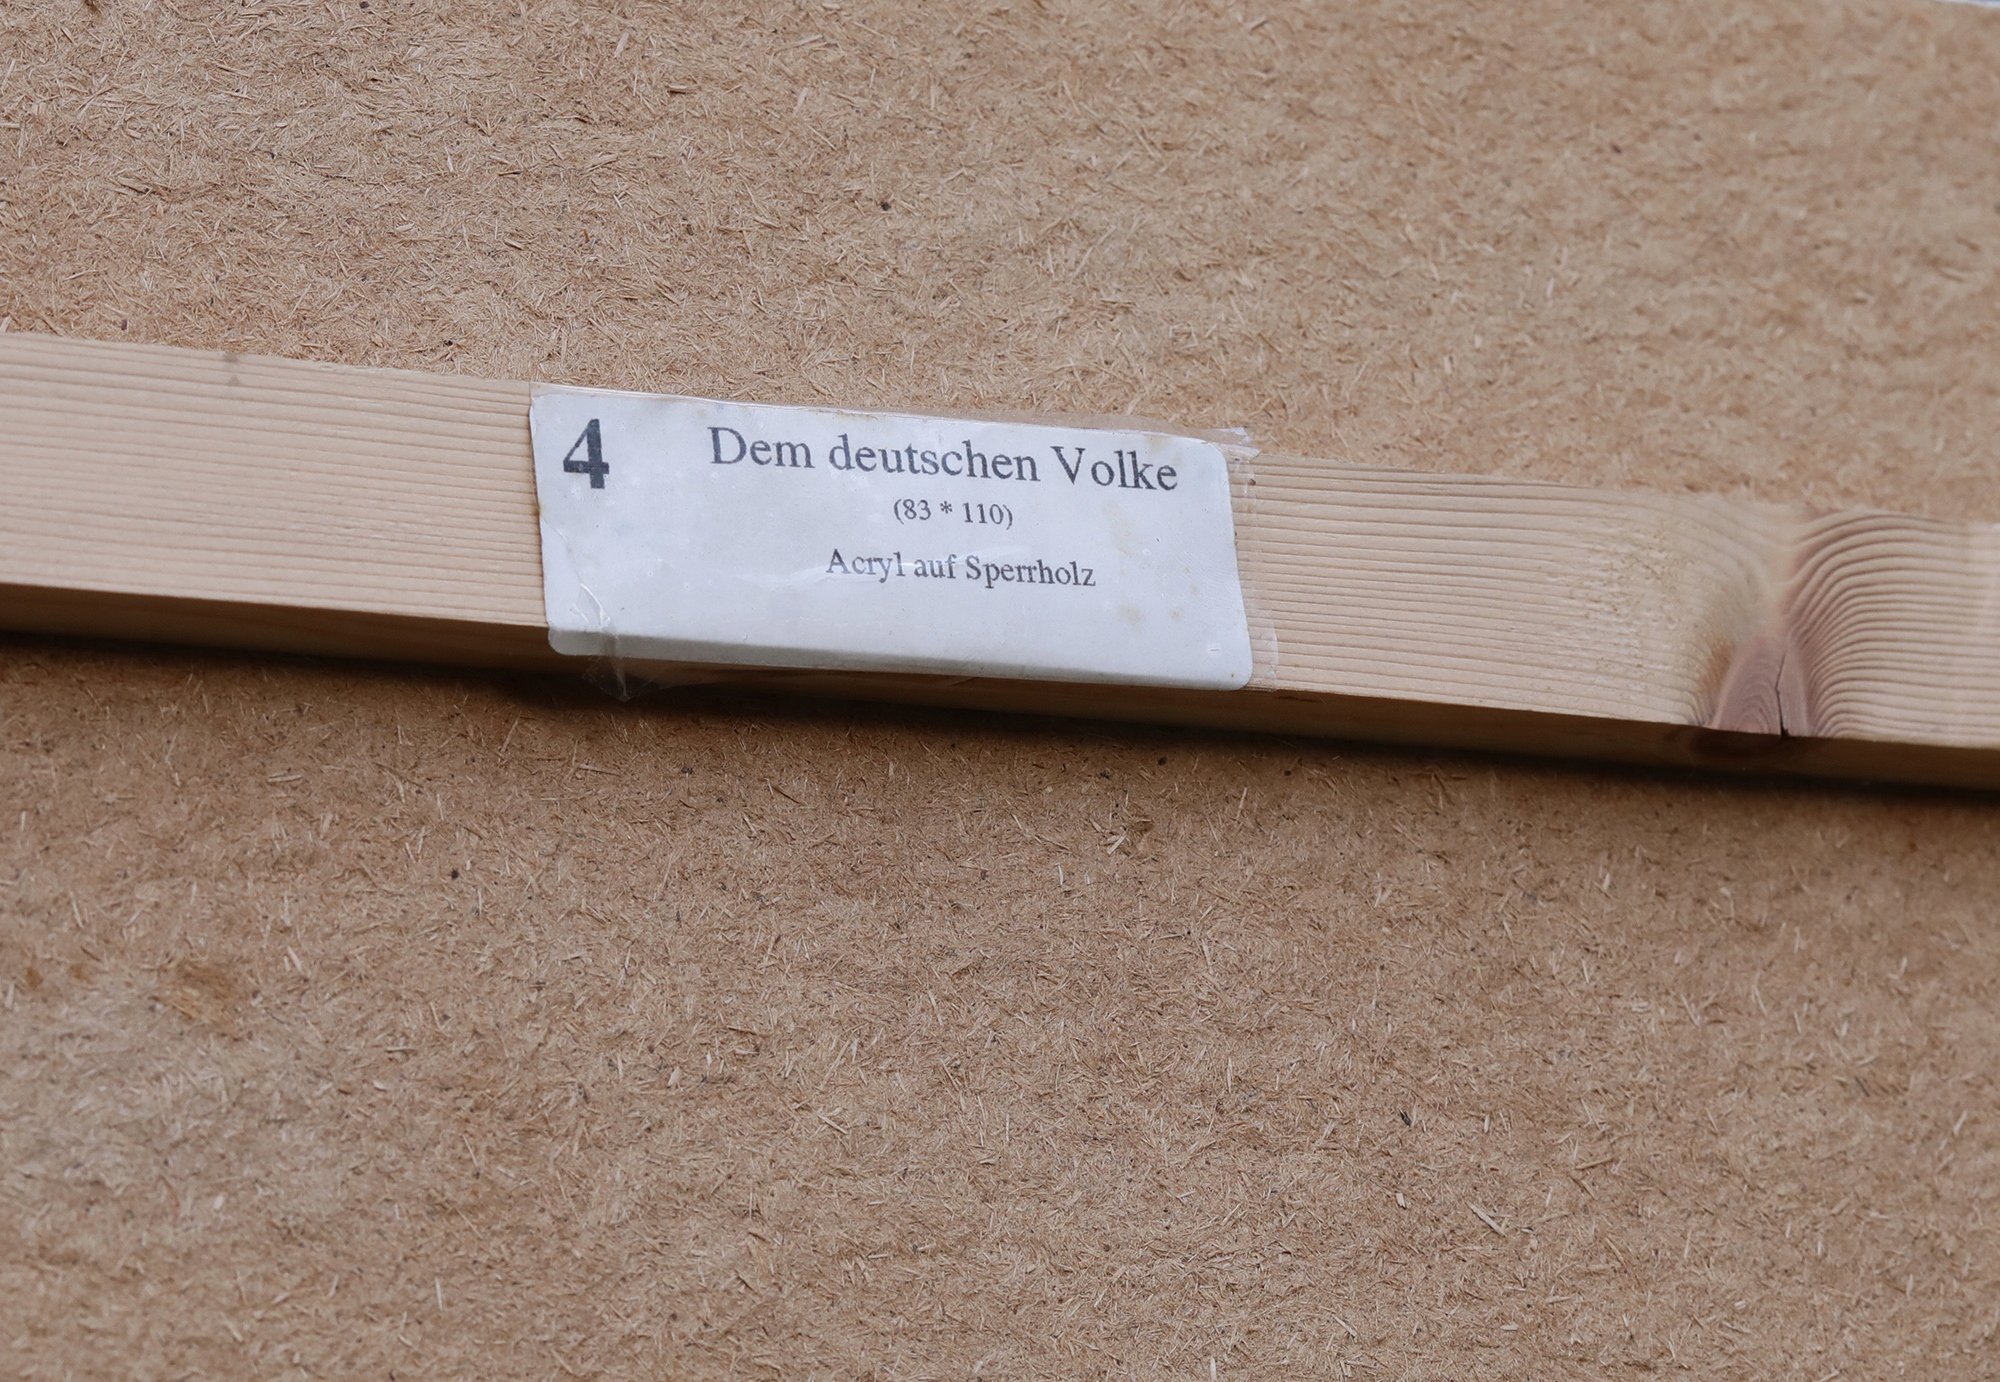 4 Dem deutschen Volke
(83 * 110)
Acryl auf Sperrholz